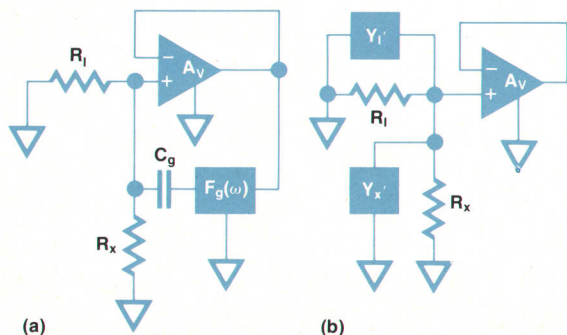 R_I
−
+
A_V
C_g
F_g(ω)
R_x
(a)
Y_I'
R_I
−
+
A_V
Y_x'
R_x
(b)